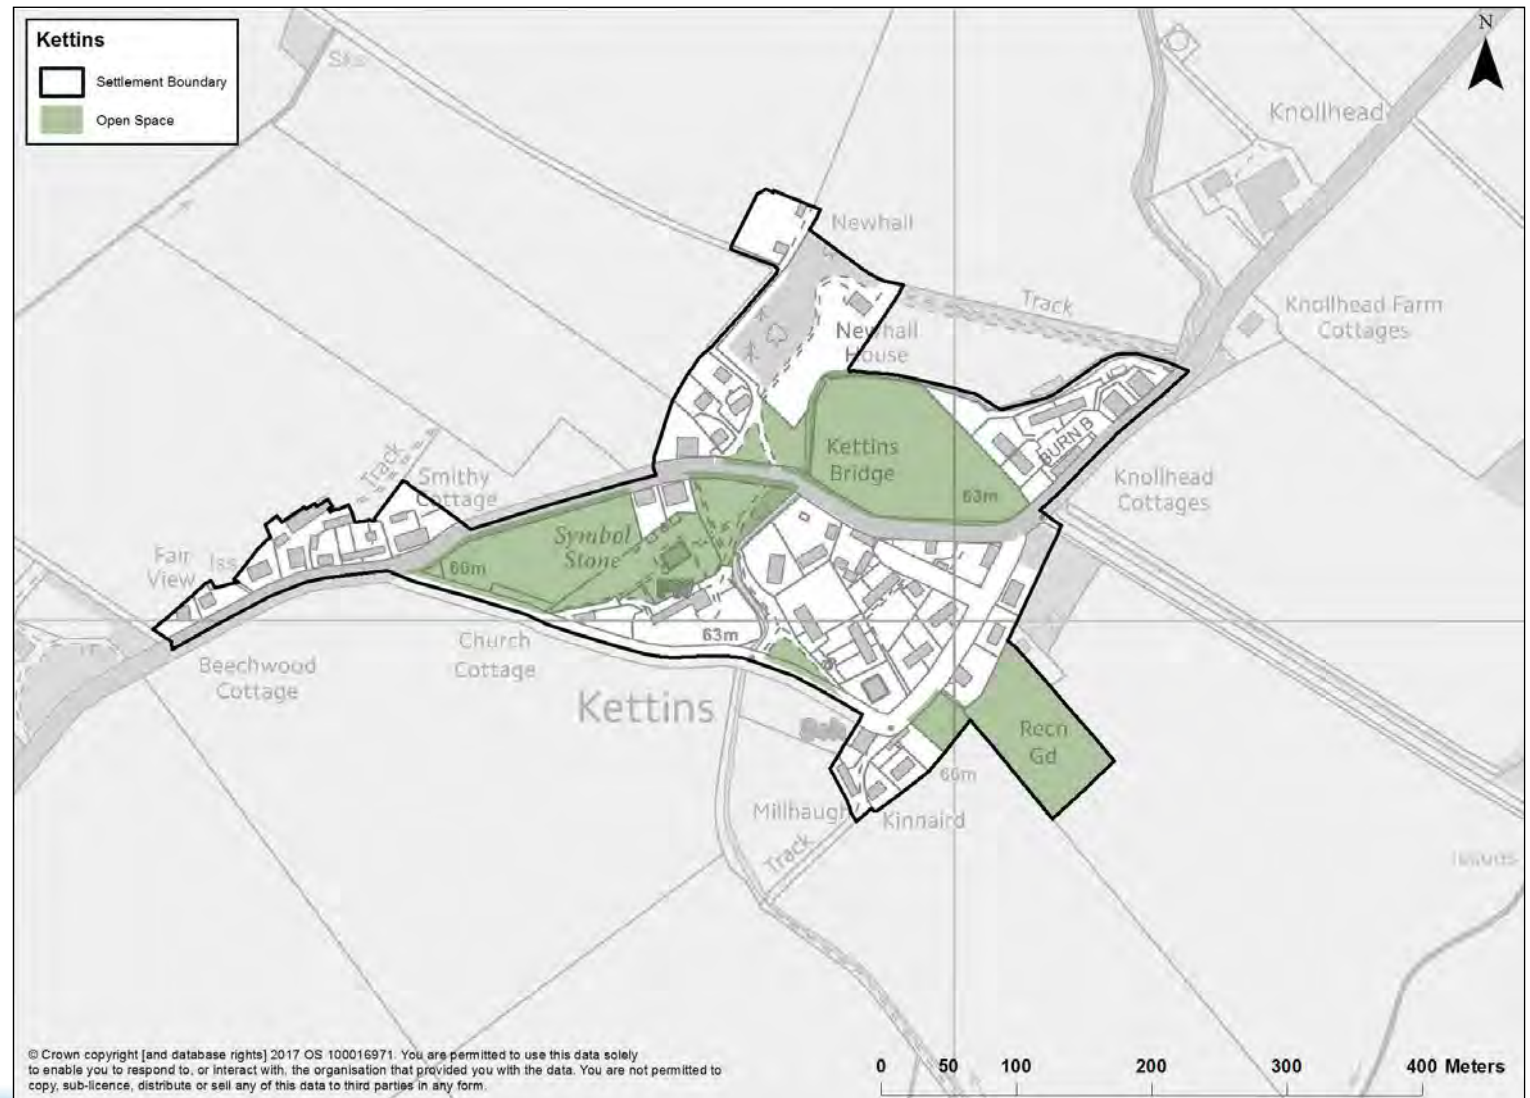 Kettins
Settlement Boundary
Open Space
N
Knollhead
Newhall
Track
Knollhead Farm
Cottages
Newhall
House
Track
Smithy
Cottage
Kettins
Bridge
BURN B
63m
Knollhead
Cottages
Symbol
Stone
Fair
View
Iss
66m
63m
Church
Cottage
Beechwood
Cottage
Kettins
Recn
Gd
66m
Millhaugh
Kinnaird
Track
Issues
© Crown copyright [and database rights] 2017 OS 100016971. You are permitted to use this data solely
to enable you to respond to, or interact with, the organisation that provided you with the data. You are not permitted to
copy, sub-licence, distribute or sell any of this data to third parties in any form.
0 50 100 200 300 400 Meters